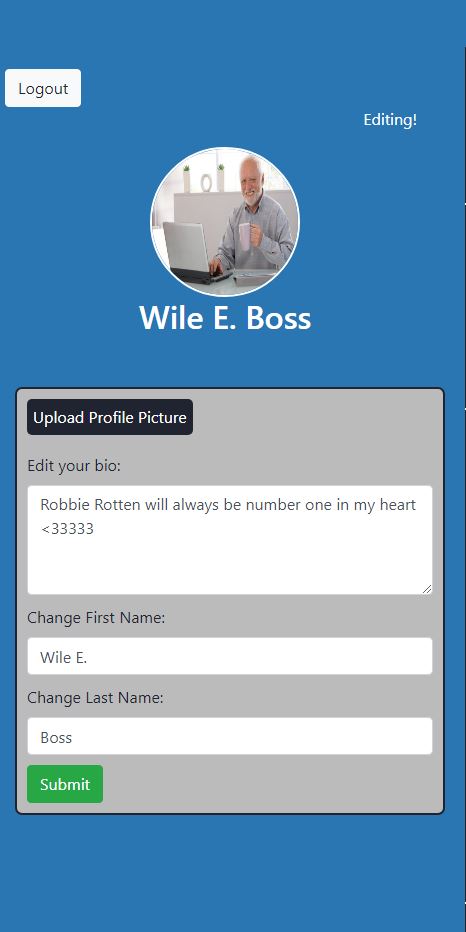 Logout
Editing!
Wile E. Boss
Upload Profile Picture
Edit your bio:
Robbie Rotten will always be number one in my heart
<33333
Change First Name:
Wile E.
Change Last Name:
Boss
Submit